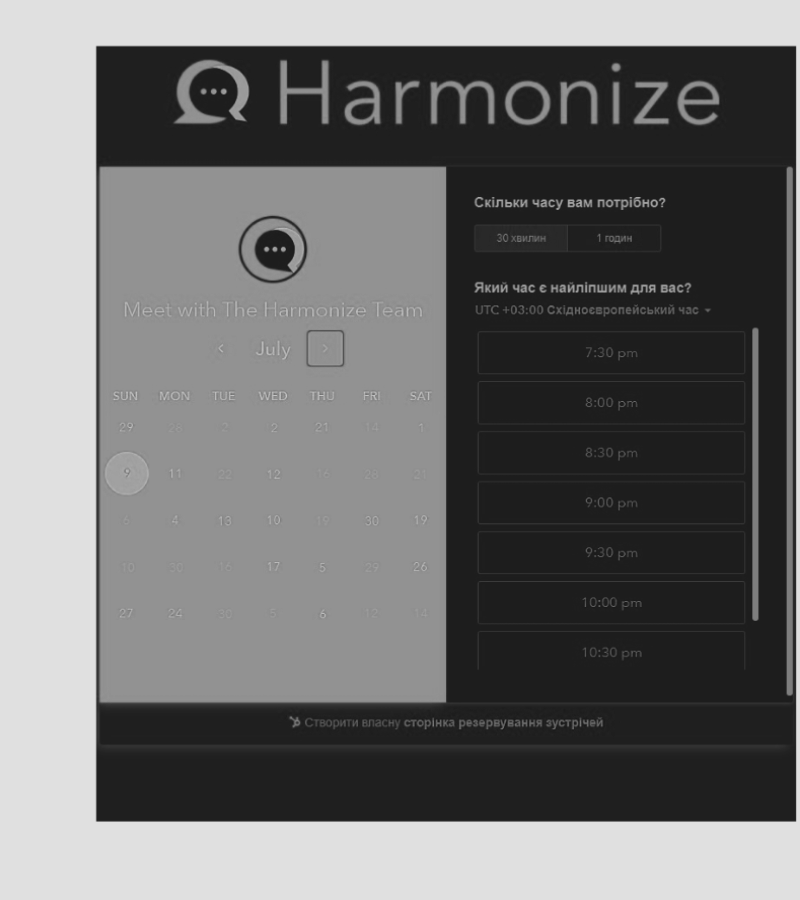 Harmonize
Meet with The Harmonize Team
< July >
SUN MON TUE WED THU FRI SAT
29 28 2 2 21 14 1
9 11 22 12 16 28 21
6 4 13 10 19 30 19
10 30 16 17 5 29 26
27 24 30 5 6 12 14
Скільки часу вам потрібно?
30 хвилин 1 годин
Який час є найліпшим для вас?
UTC +03:00 Східноєвропейський час
7:30 pm
8:00 pm
8:30 pm
9:00 pm
9:30 pm
10:00 pm
10:30 pm
Створити власну сторінка резервування зустрічей